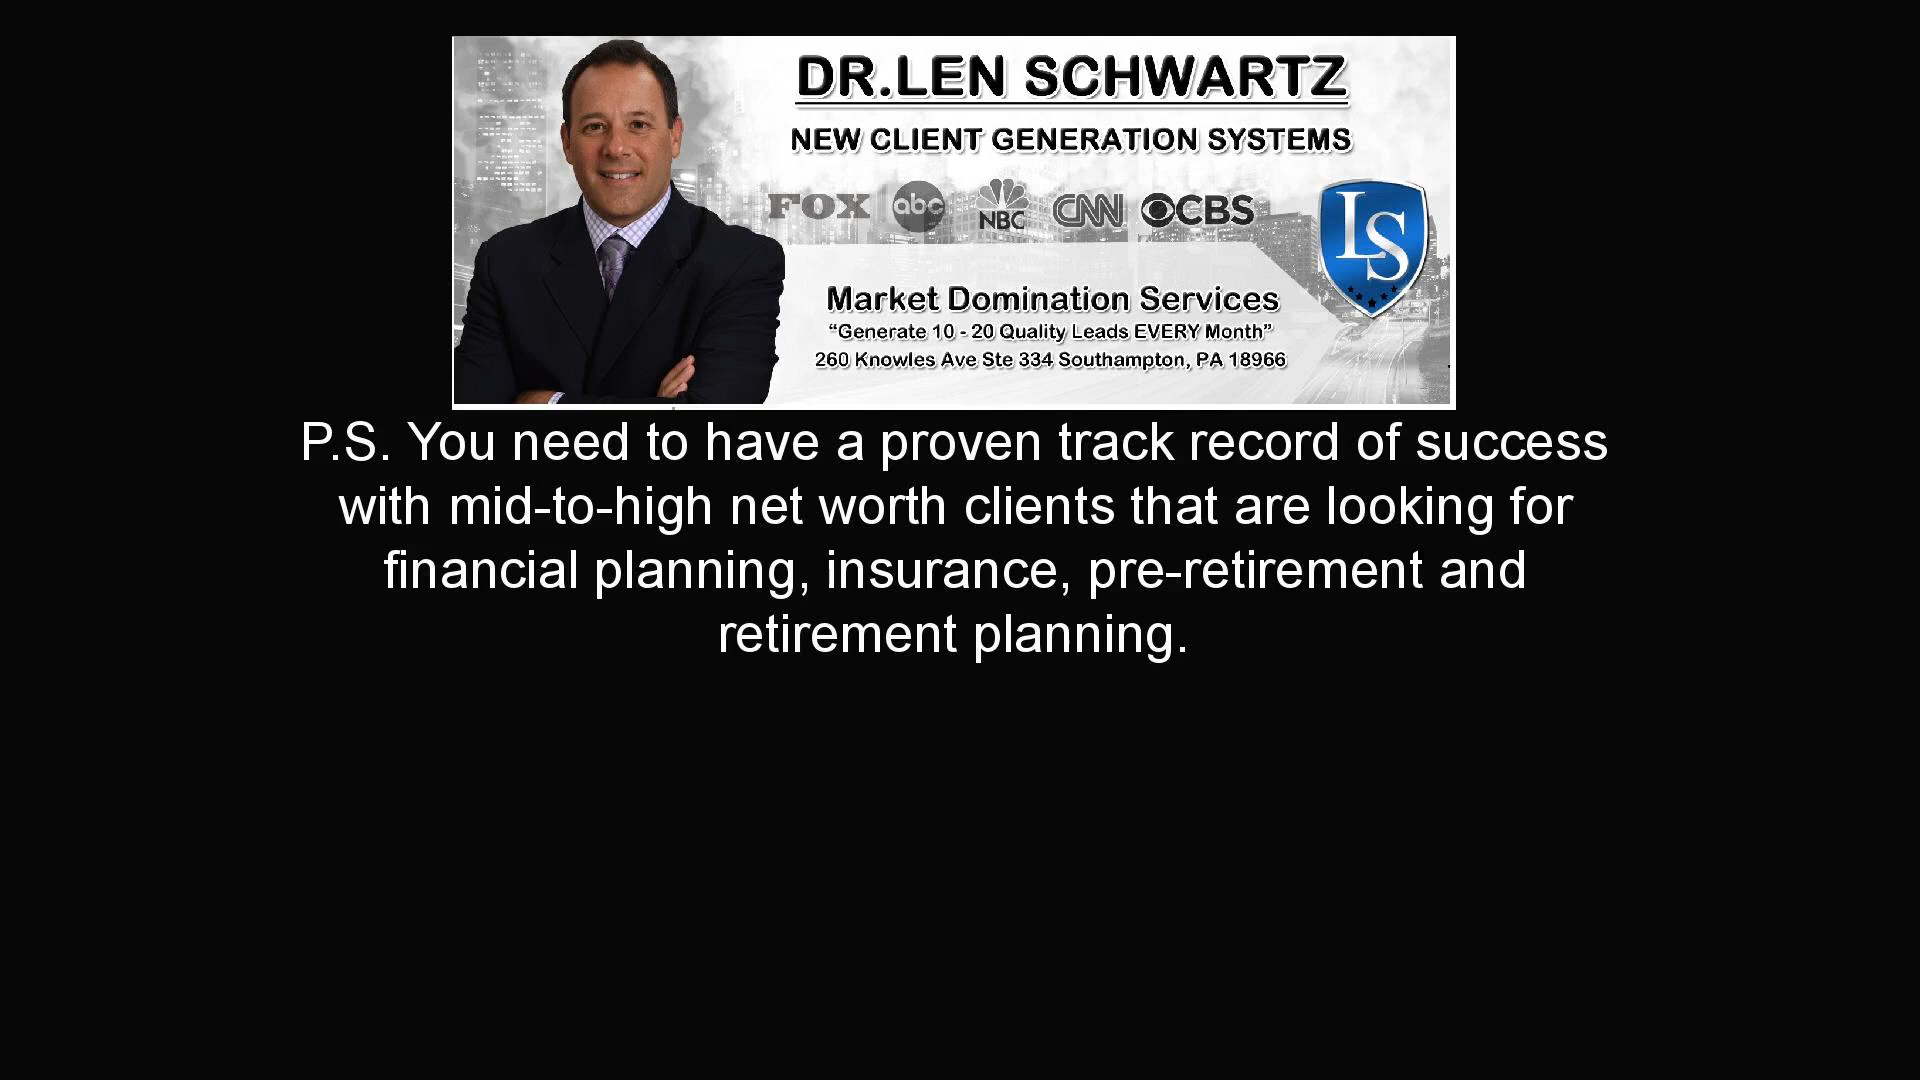 DR.LEN SCHWARTZ
NEW CLIENT GENERATION SYSTEMS
FOX abc NBC CNN CBS
LS
Market Domination Services
“Generate 10 - 20 Quality Leads EVERY Month”
260 Knowles Ave Ste 334 Southampton, PA 18966
P.S. You need to have a proven track record of success
with mid-to-high net worth clients that are looking for
financial planning, insurance, pre-retirement and
retirement planning.